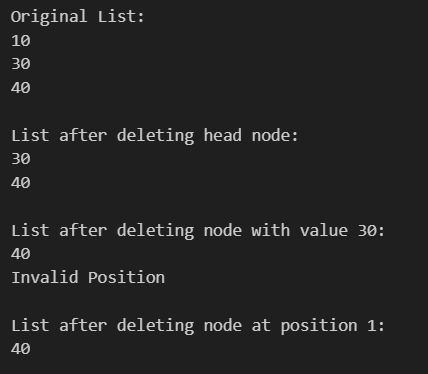 Original List:
10
30
40
List after deleting head node:
30
40
List after deleting node with value 30:
40
Invalid Position
List after deleting node at position 1:
40